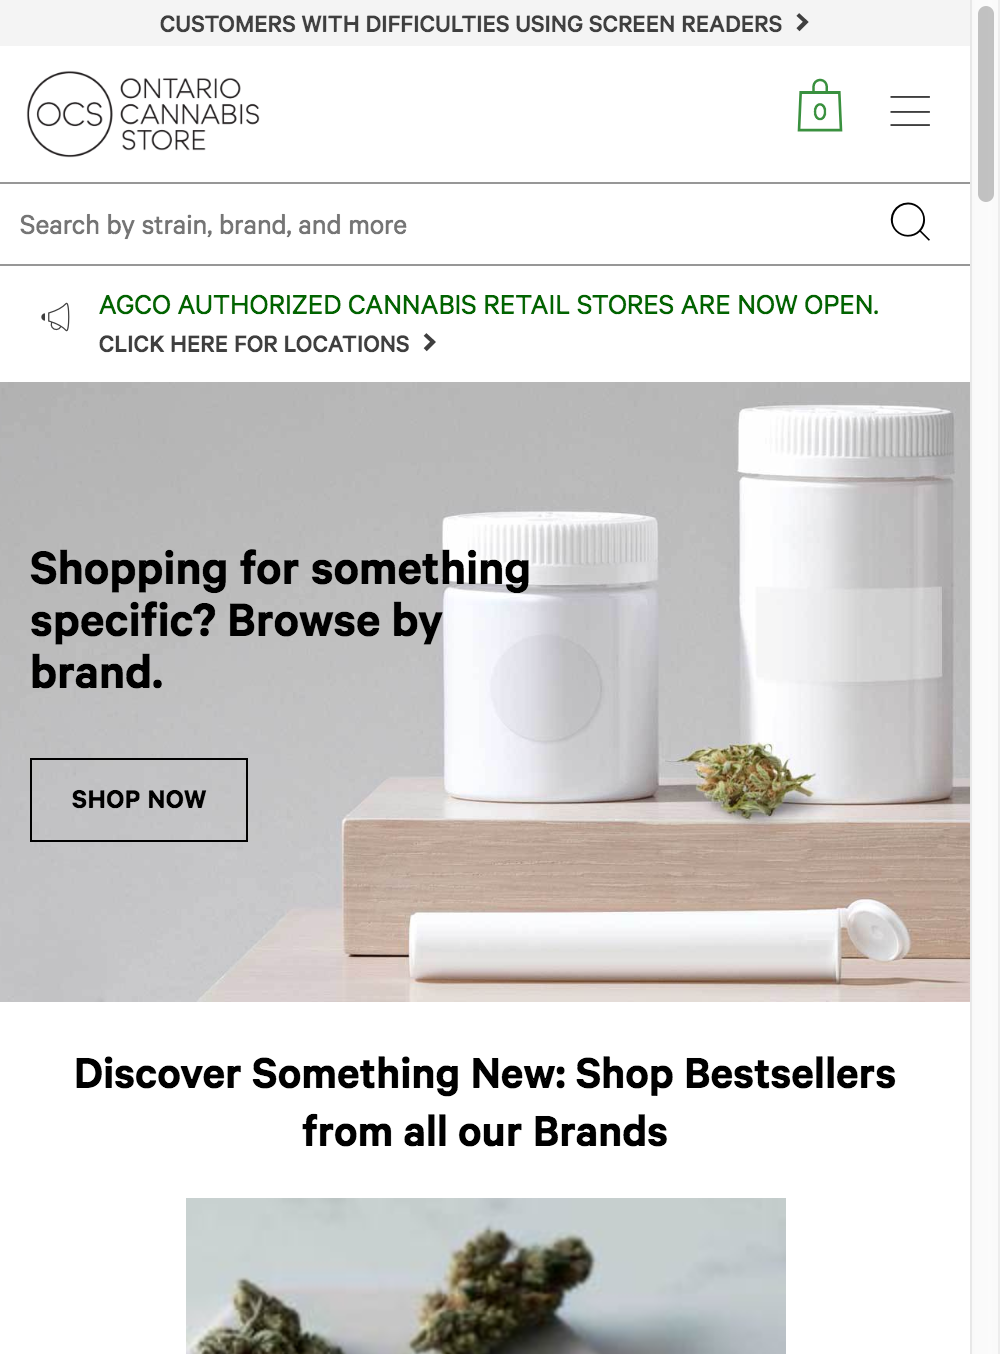 CUSTOMERS WITH DIFFICULTIES USING SCREEN READERS
OCS
ONTARIO
CANNABIS
STORE
0
Search by strain, brand, and more
AGCO AUTHORIZED CANNABIS RETAIL STORES ARE NOW OPEN.
CLICK HERE FOR LOCATIONS
Shopping for something
specific? Browse by
brand.
SHOP NOW
Discover Something New: Shop Bestsellers
from all our Brands